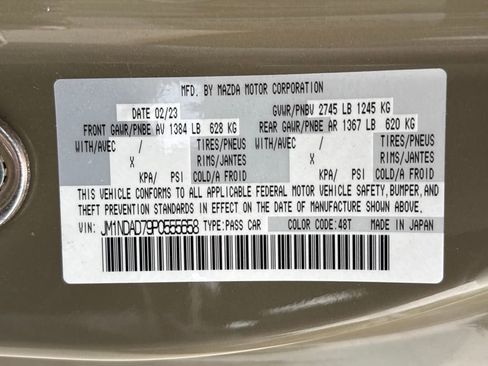 MFD. BY MAZDA MOTOR CORPORATION
DATE 02/23 GVWR/PNBV 2745 LB 1245 KG
FRONT GAWR/PNBE AV 1384 LB 628 KG REAR GAWR/PNBE AR 1367 LB 620 KG
WITH/AVEC / TIRES/PNEUS WITH/AVEC / TIRES/PNEUS
X RIMS/JANTES X RIMS/JANTES
KPA/ PSI COLD/A FROID KPA/ PSI COLD/A FROID
THIS VEHICLE CONFORMS TO ALL APPLICABLE FEDERAL MOTOR VEHICLE SAFETY, BUMPER, AND
THEFT PREVENTION STANDARDS IN EFFECT ON THE DATE OF MANUFACTURE SHOWN ABOVE.
VIN: JM1NDAD79P0555658 TYPE:PASS CAR COLOR CODE:48T MADE IN JAPAN